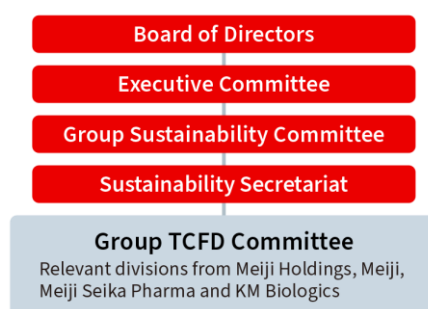 Board of Directors
Executive Committee
Group Sustainability Committee
Sustainability Secretariat
Group TCFD Committee
Relevant divisions from Meiji Holdings, Meiji,
Meiji Seika Pharma and KM Biologics